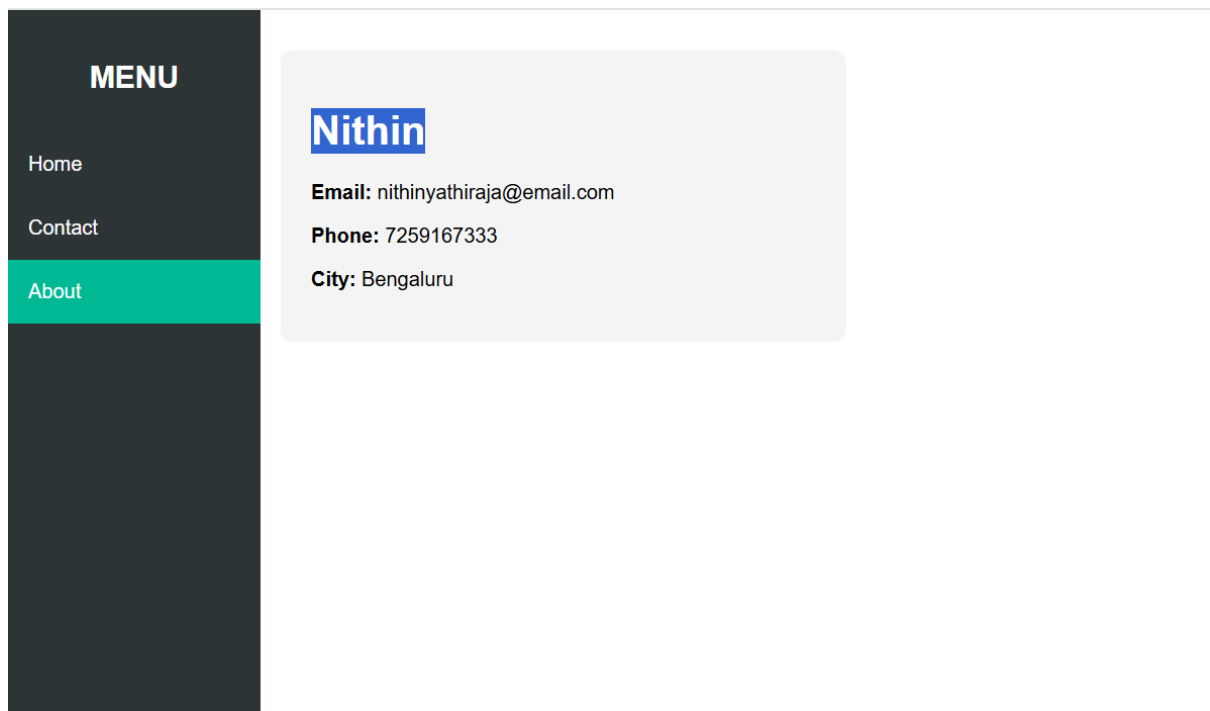 MENU
Home
Contact
About
Nithin
Email: nithinyathiraja@email.com
Phone: 7259167333
City: Bengaluru